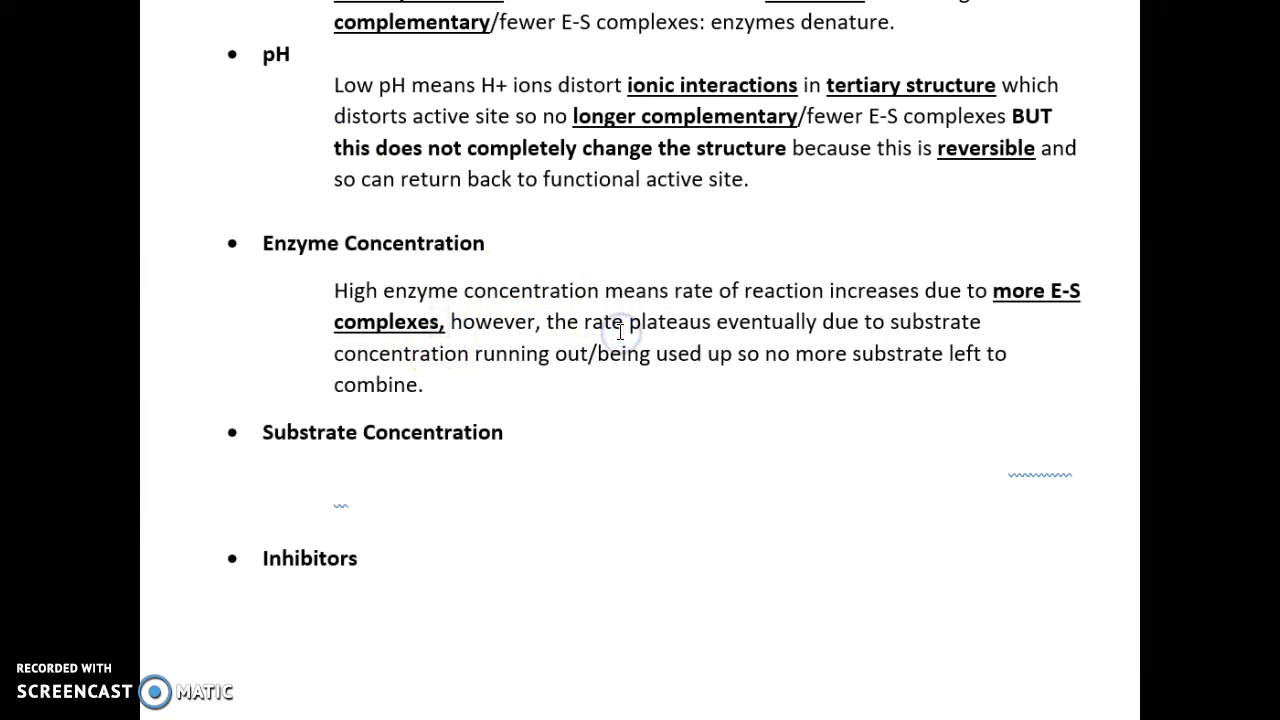 complementary/fewer E-S complexes: enzymes denature.
• pH
Low pH means H+ ions distort ionic interactions in tertiary structure which
distorts active site so no longer complementary/fewer E-S complexes BUT
this does not completely change the structure because this is reversible and
so can return back to functional active site.
• Enzyme Concentration
High enzyme concentration means rate of reaction increases due to more E-S
complexes, however, the rate plateaus eventually due to substrate
concentration running out/being used up so no more substrate left to
combine.
• Substrate Concentration
• Inhibitors
RECORDED WITH
SCREENCAST MATIC